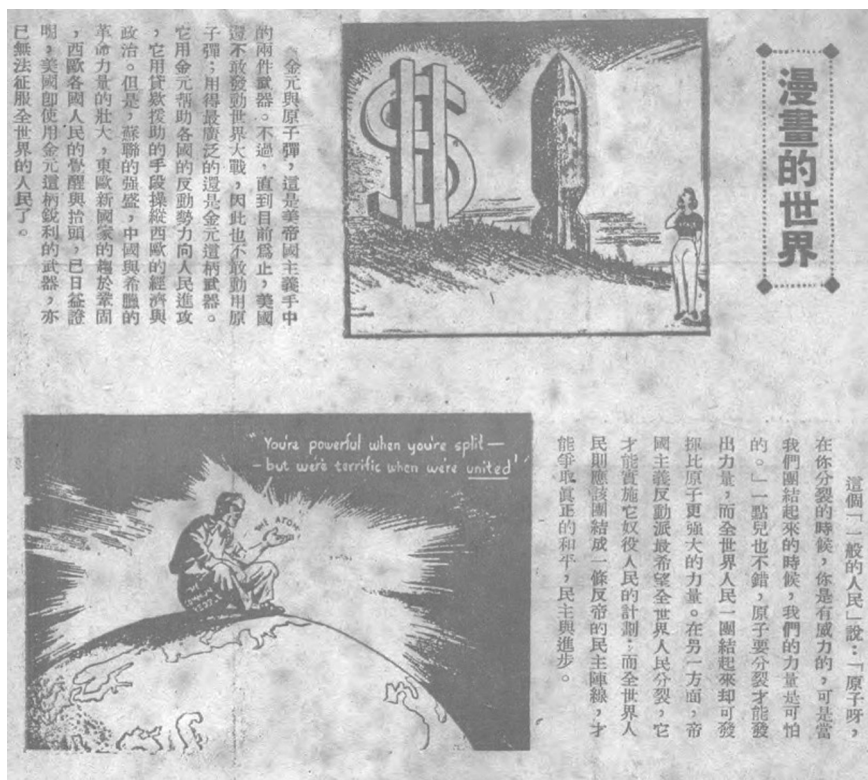 漫畫的世界
金元與原子彈，這是美帝國主義手中
的兩件武器。不過，直到目前爲止，美國
還不敢發動世界大戰，因此也不敢動用原
子彈；用得最廣泛的還是金元這柄武器。
它用金元幫助各國的反動勢力向人民進攻
，它用貸款援助的手段操縱西歐的經濟與
政治。但是，蘇聯的强盛，中國與希臘的
革命力量的壯大，東歐新國家的趨於鞏固
，西歐各國人民的覺醒與抬頭，已日益證
明，美國卽使用金元這柄銳利的武器，亦
已無法征服全世界的人民了。
這個「一般的人民」說：「原子呀，
在你分裂的時候，你是有威力的，可是當
我們團結起來的時候，我們的力量是可怕
的。」一點兒也不錯，原子要分裂才能發
出力量，而全世界人民一團結起來却可發
揮比原子更强大的力量。在另一方面，帝
國主義反動派最希望全世界人民分裂，它
才能實施它奴役人民的計劃；而全世界人
民則應該團結成一條反帝的民主陣線，才
能爭取眞正的和平，民主與進步。
"You're powerful when you're split —
— but we're terrific when we're united"
ATOM